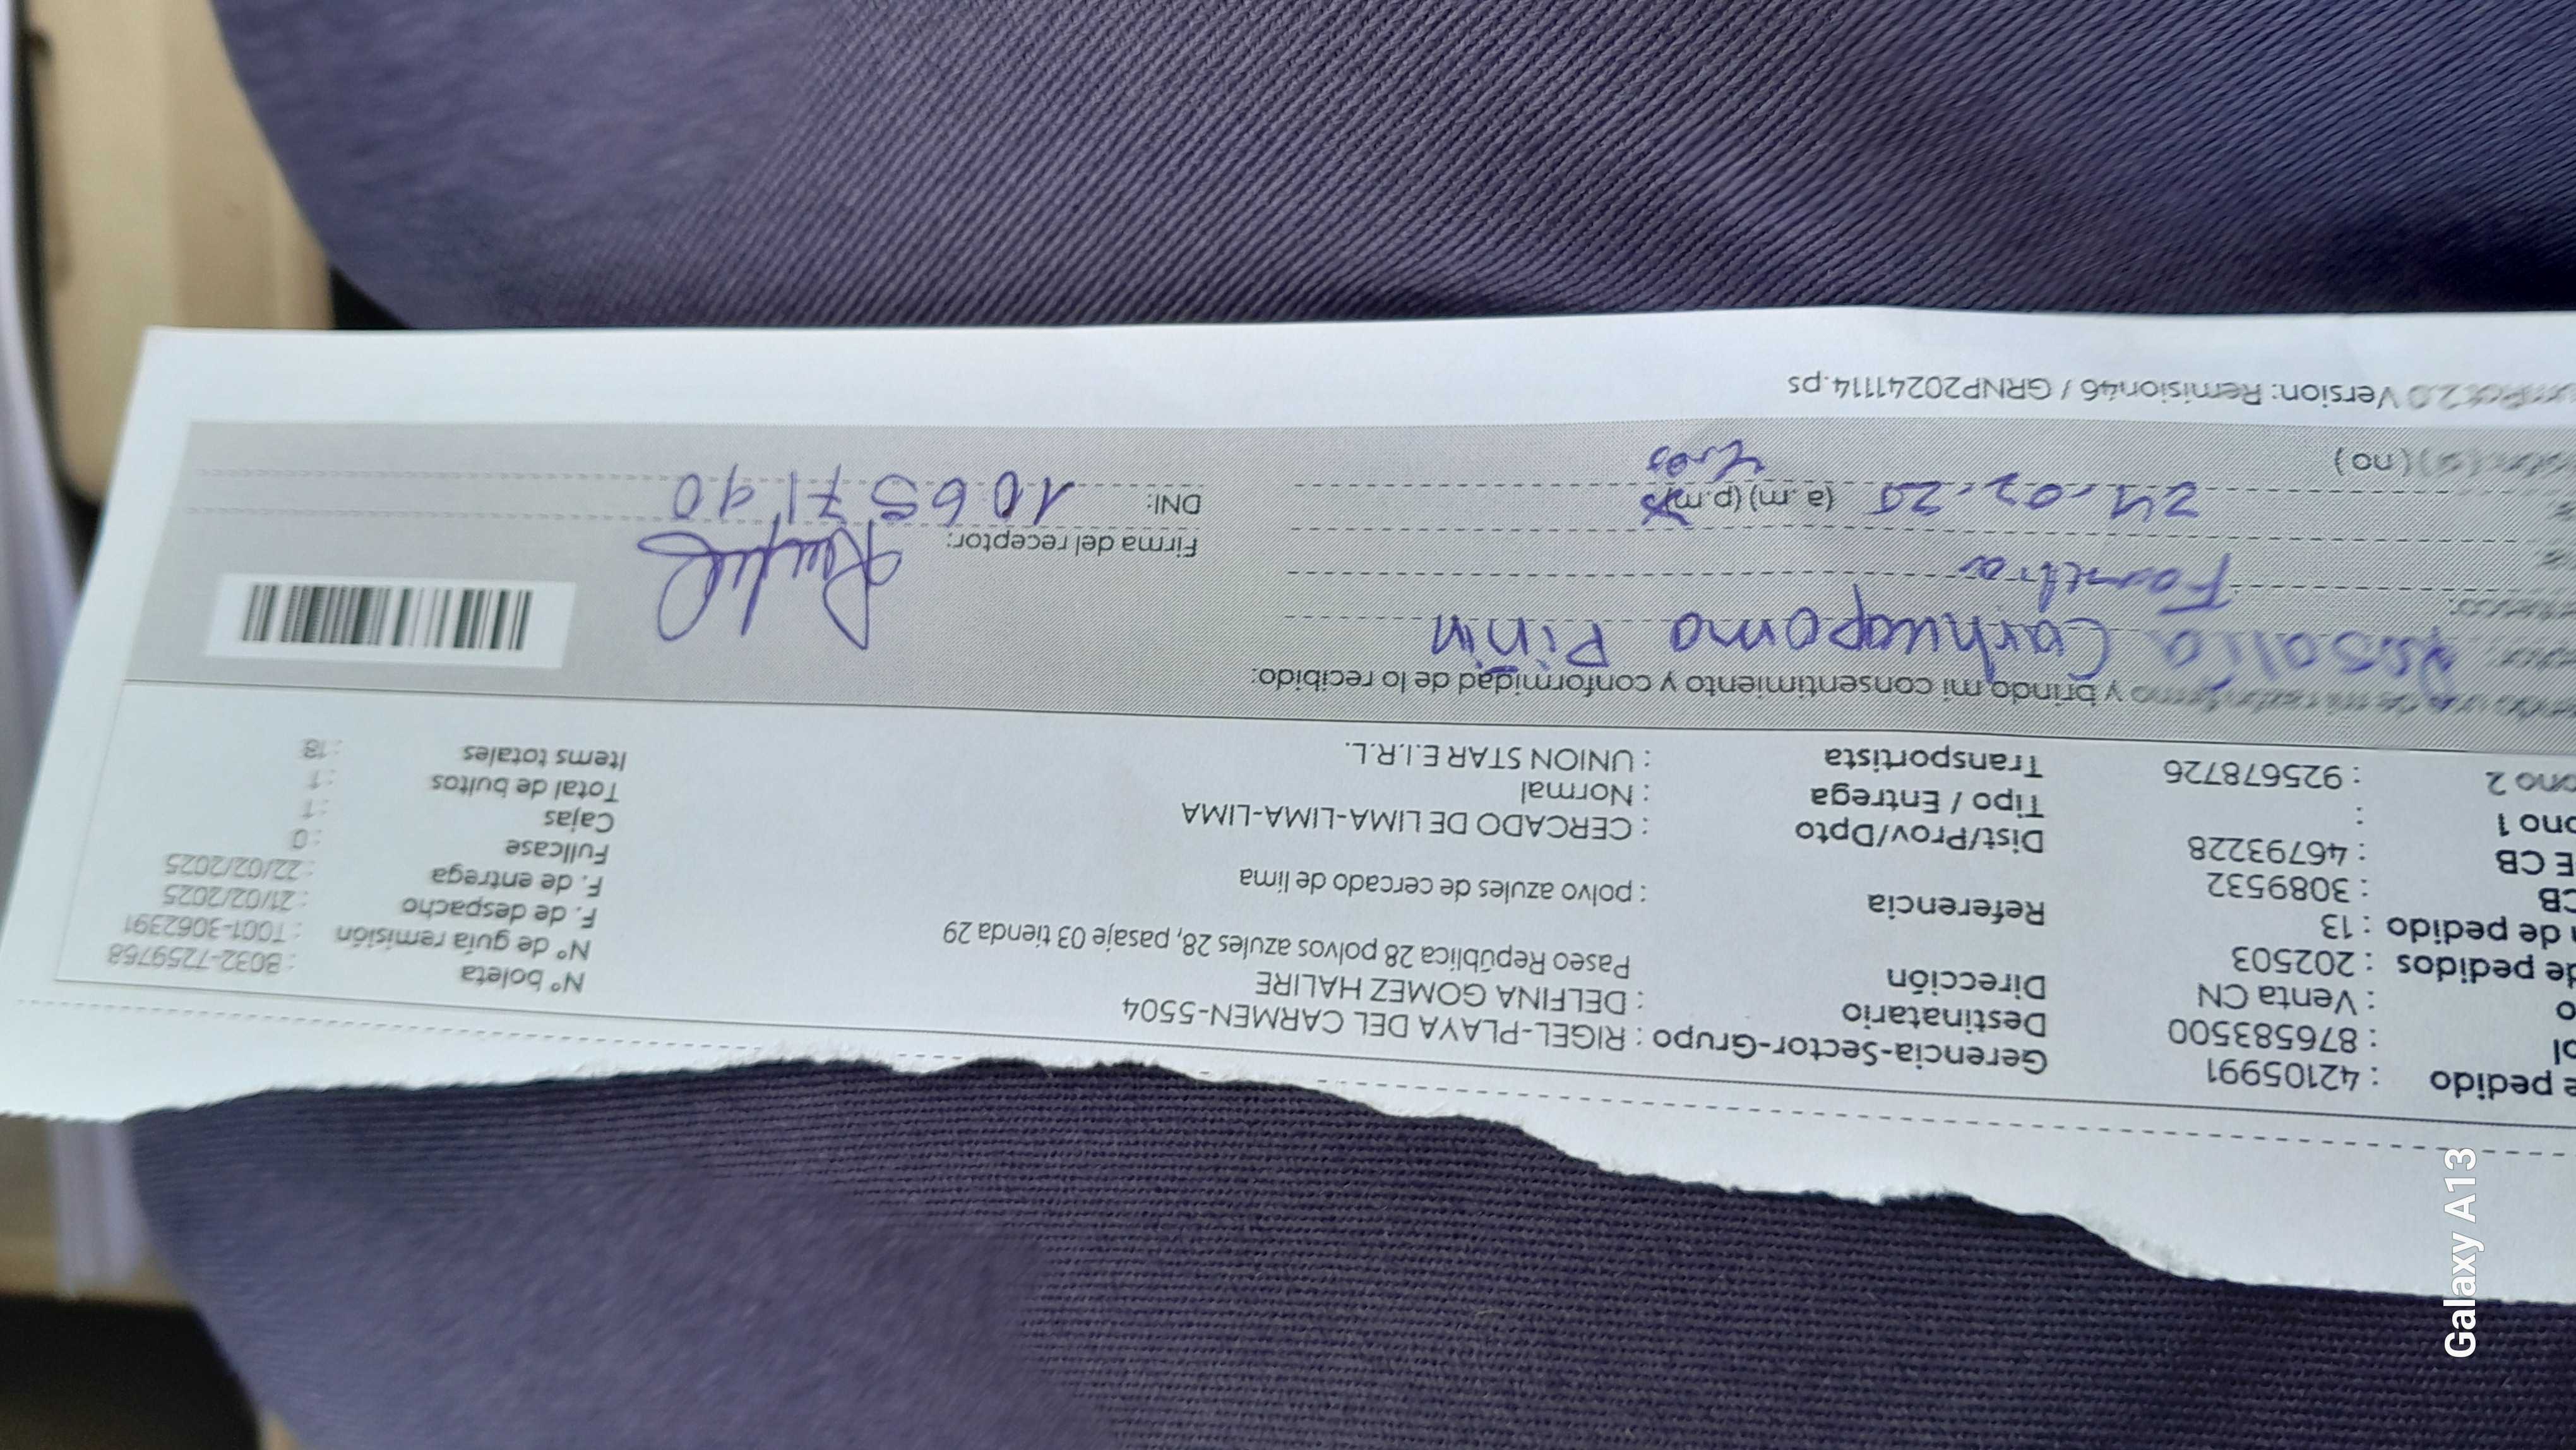 e pedido : 42105991
ol : 876583500
o : Venta CN
de pedidos : 202503
a de pedido : 13
CB : 3089532
E CB : 46793228
ono 1 :
ono 2 : 925678726
Gerencia-Sector-Grupo : RIGEL-PLAYA DEL CARMEN-5504
Destinatario : DELFINA GOMEZ HALIRE
Dirección Paseo República 28 polvos azules 28, pasaje 03 tienda 29
Referencia : polvo azules de cercado de lima
Dist/Prov/Dpto : CERCADO DE LIMA-LIMA-LIMA
Tipo / Entrega : Normal
Transportista : UNION STAR E.I.R.L.
N° boleta : B032-7259768
N° de guía remisión : T001-3062391
F. de despacho : 21/02/2025
F. de entrega : 22/02/2025
Fullcase : 0
Cajas : 1
Total de bultos : 1
Items totales : 18
y brindo mi consentimiento y conformidad de lo recibido:
Rosalia Carhuapoma Pinin
24.02.25 (a.m)(p.m)
(no)
Firma del receptor:
DNI: 10657190
Version: Remision46 / GRNP20241114.ps
Galaxy A13